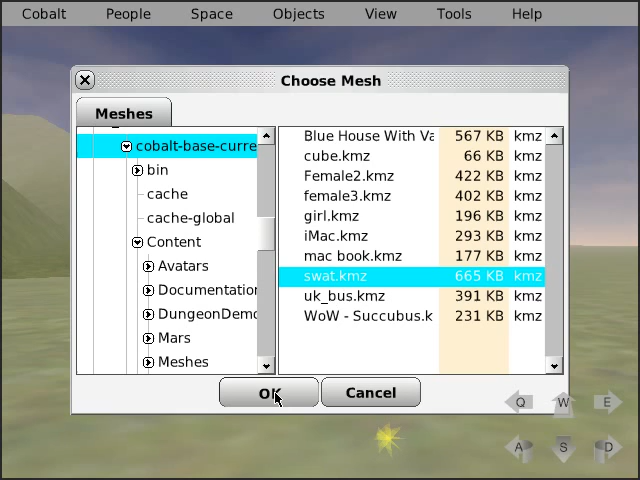 Cobalt People Space Objects View Tools Help
Choose Mesh
Meshes
cobalt-base-curre
bin
cache
cache-global
Content
Avatars
Documentation
DungeonDemo
Mars
Meshes
Blue House With Va 567 KB kmz
cube.kmz 66 KB kmz
Female2.kmz 422 KB kmz
female3.kmz 402 KB kmz
girl.kmz 196 KB kmz
iMac.kmz 293 KB kmz
mac book.kmz 177 KB kmz
swat.kmz 665 KB kmz
uk_bus.kmz 391 KB kmz
WoW - Succubus.k 231 KB kmz
OK Cancel
Q W E
A S D